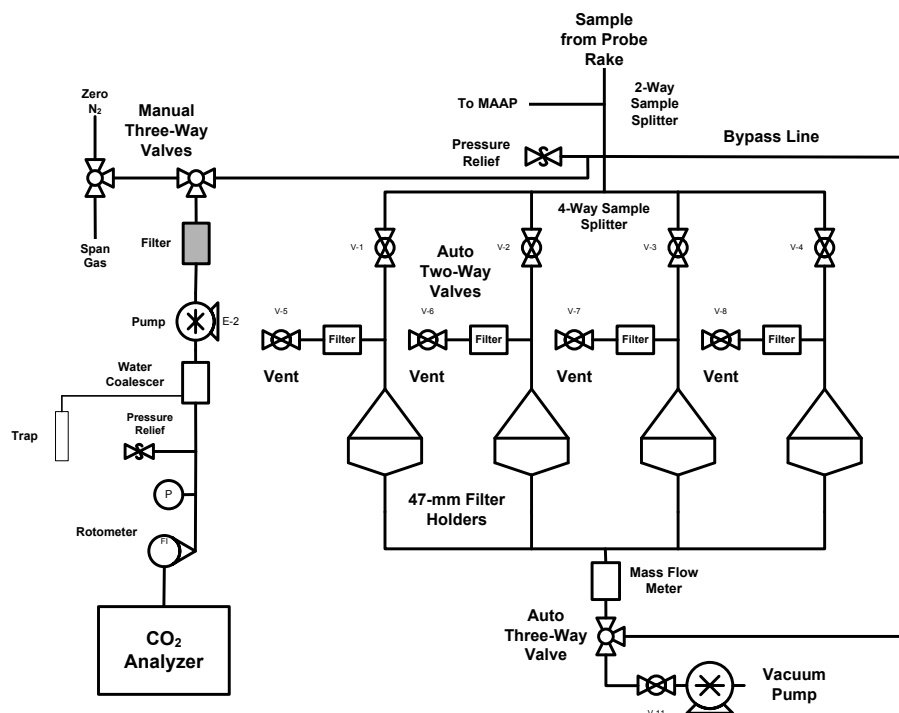 Sample
from Probe
Rake
2-Way
Sample
Splitter
To MAAP
Zero
N₂
Manual
Three-Way
Valves
Pressure
Relief
Bypass Line
Span
Gas
Filter
4-Way Sample
Splitter
V-1
V-2
V-3
V-4
Auto
Two-Way
Valves
Pump
E-2
V-5
V-6
V-7
V-8
Filter
Filter
Filter
Filter
Vent
Vent
Vent
Vent
Water
Coalescer
Trap
Pressure
Relief
P
47-mm Filter
Holders
Rotometer
FI
Mass Flow
Meter
CO₂
Analyzer
Auto
Three-Way
Valve
Vacuum
Pump
V-11